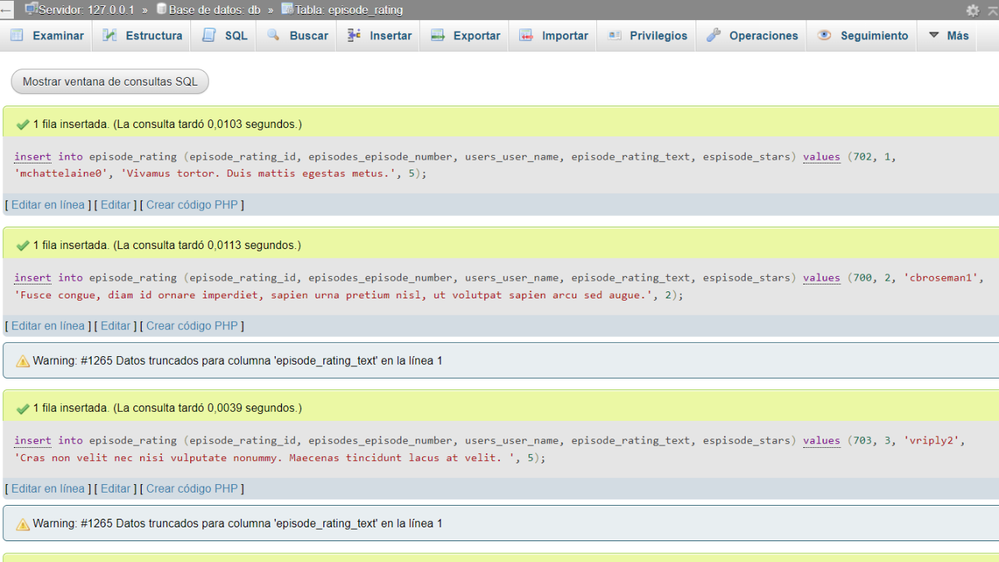 ← Servidor: 127.0.0.1 » Base de datos: db » Tabla: episode_rating
Examinar Estructura SQL Buscar Insertar Exportar Importar Privilegios Operaciones Seguimiento Más
Mostrar ventana de consultas SQL
1 fila insertada. (La consulta tardó 0,0103 segundos.)
insert into episode_rating (episode_rating_id, episodes_episode_number, users_user_name, episode_rating_text, espisode_stars) values (702, 1,
'mchattelaine0', 'Vivamus tortor. Duis mattis egestas metus.', 5);
[ Editar en línea ] [ Editar ] [ Crear código PHP ]
1 fila insertada. (La consulta tardó 0,0113 segundos.)
insert into episode_rating (episode_rating_id, episodes_episode_number, users_user_name, episode_rating_text, espisode_stars) values (700, 2, 'cbroseman1',
'Fusce congue, diam id ornare imperdiet, sapien urna pretium nisl, ut volutpat sapien arcu sed augue.', 2);
[ Editar en línea ] [ Editar ] [ Crear código PHP ]
Warning: #1265 Datos truncados para columna 'episode_rating_text' en la línea 1
1 fila insertada. (La consulta tardó 0,0039 segundos.)
insert into episode_rating (episode_rating_id, episodes_episode_number, users_user_name, episode_rating_text, espisode_stars) values (703, 3, 'vriply2',
'Cras non velit nec nisi vulputate nonummy. Maecenas tincidunt lacus at velit. ', 5);
[ Editar en línea ] [ Editar ] [ Crear código PHP ]
Warning: #1265 Datos truncados para columna 'episode_rating_text' en la línea 1